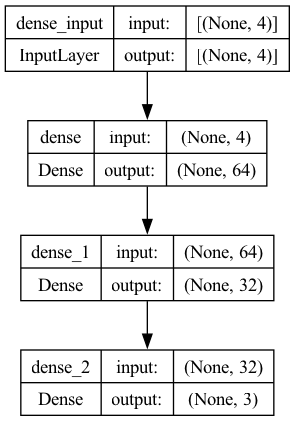 dense_input input: [(None, 4)]
InputLayer output: [(None, 4)]
dense input: (None, 4)
Dense output: (None, 64)
dense_1 input: (None, 64)
Dense output: (None, 32)
dense_2 input: (None, 32)
Dense output: (None, 3)